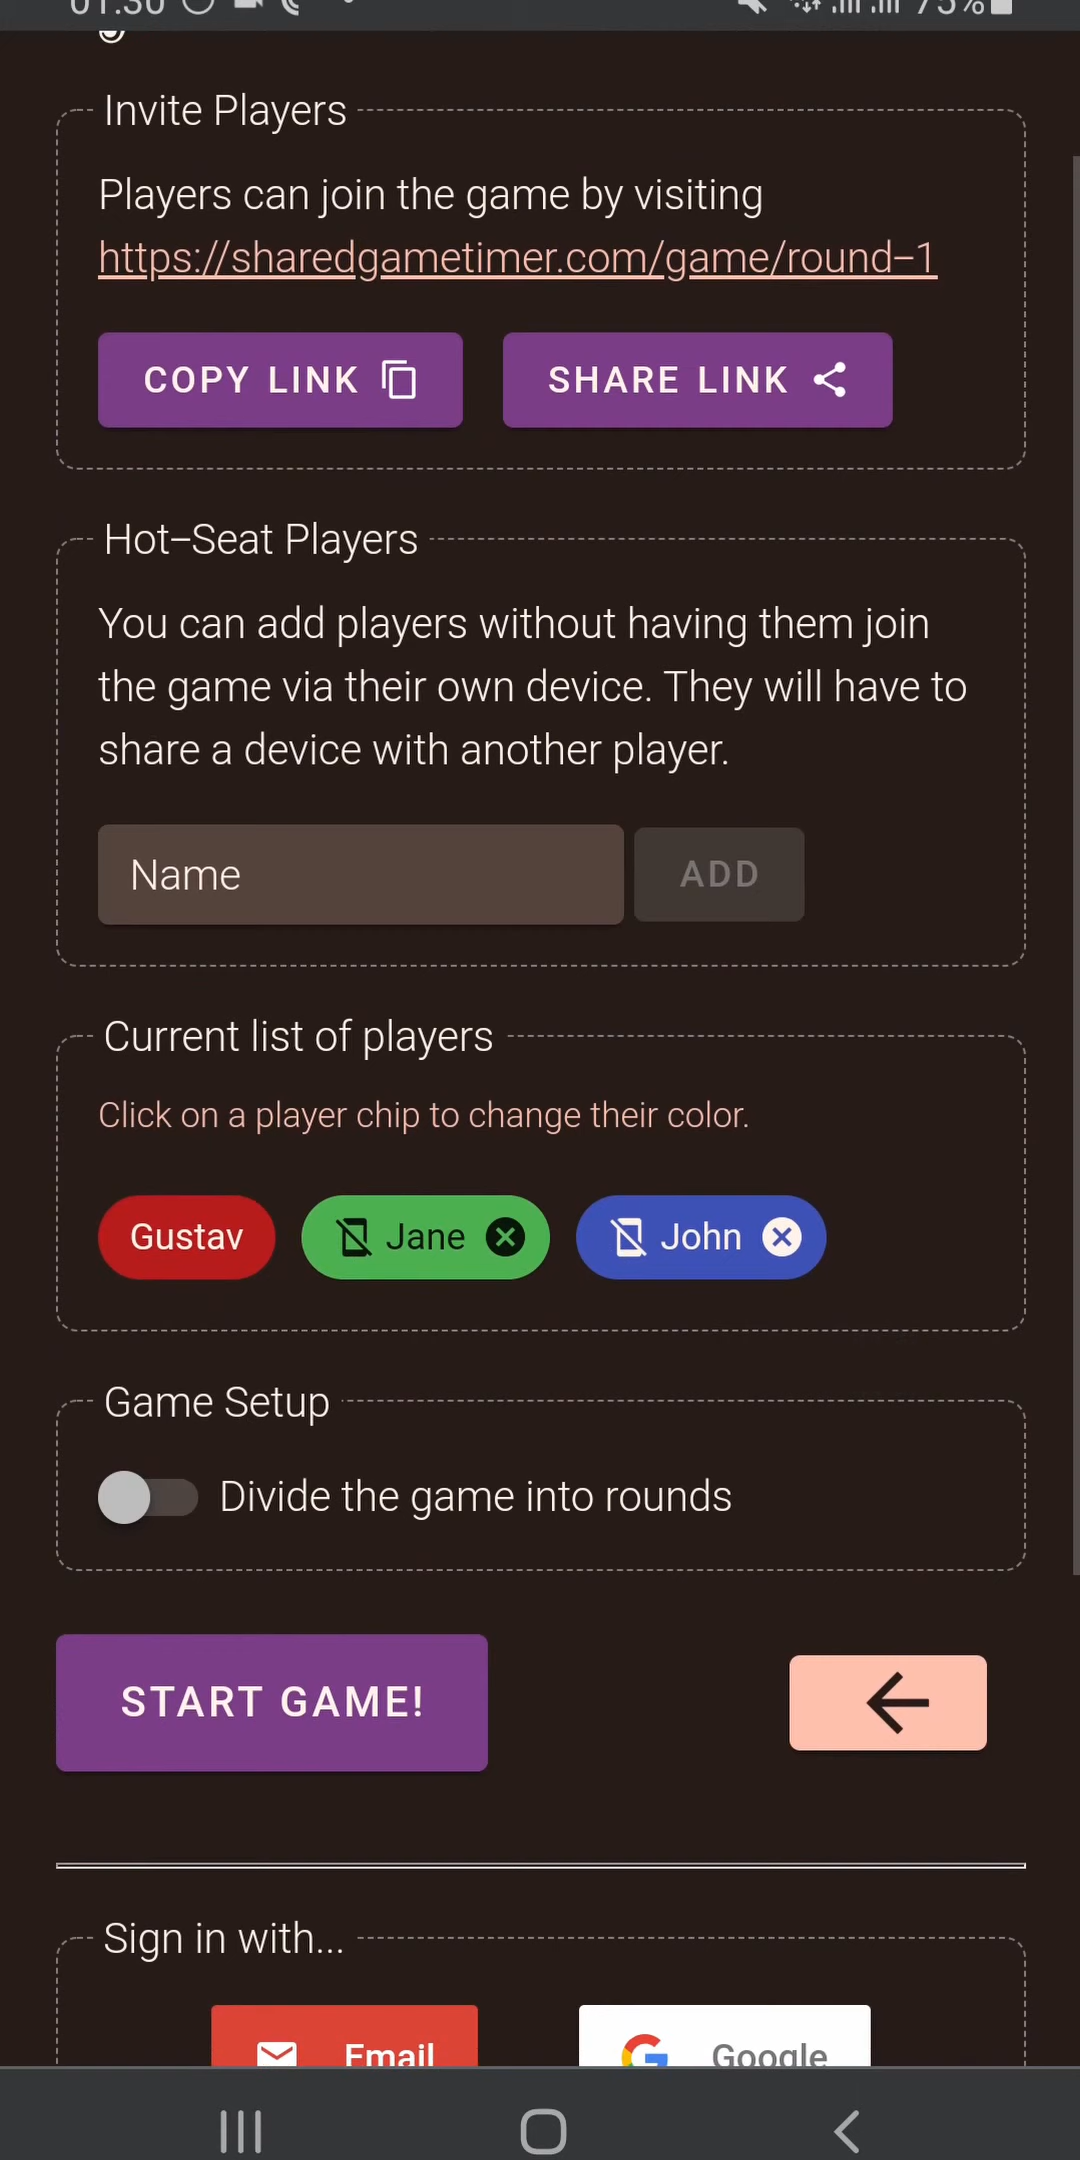 01:30 75%
Invite Players
Players can join the game by visiting
https://sharedgametimer.com/game/round-1
COPY LINK SHARE LINK
Hot-Seat Players
You can add players without having them join
the game via their own device. They will have to
share a device with another player.
Name ADD
Current list of players
Click on a player chip to change their color.
Gustav Jane John
Game Setup
Divide the game into rounds
START GAME!
Sign in with...
Email Google